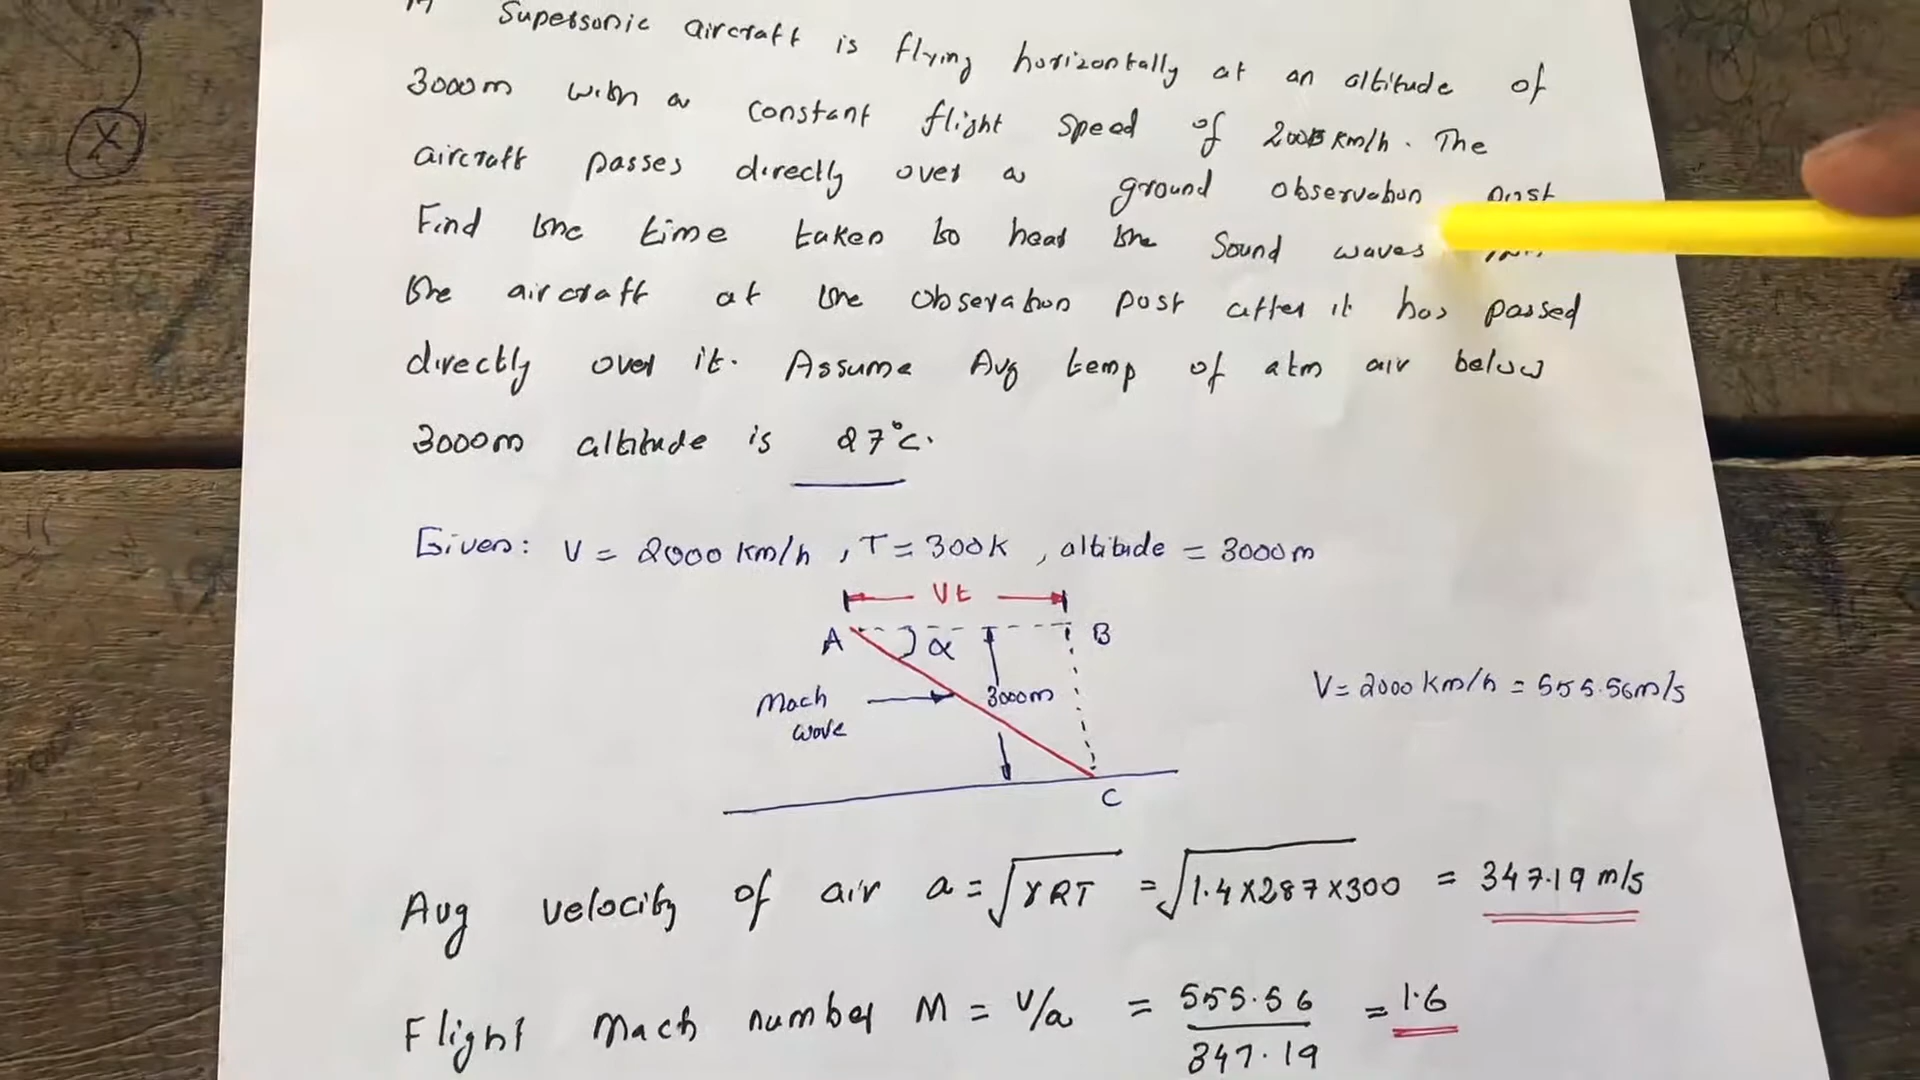 Supersonic aircraft is flying horizontally at an altitude of
3000m with a constant flight speed of 2000 km/h. The
aircraft passes directly over a ground observation post
Find the time taken to hear the sound waves
the aircraft at the obseration post after it has passed
directly over it. Assume Avg temp of atm air below
3000m altitude is 27°C.
Given: V = 2000 km/h, T = 300K, altitude = 3000m
Vt
A α B
Mach wave
3000m
V = 2000 km/h = 555.56m/s
C
Avg velocity of air a = √γRT = √1.4×287×300 = 347.19 m/s
Flight Mach number M = V/a = 555.56/347.19 = 1.6
X